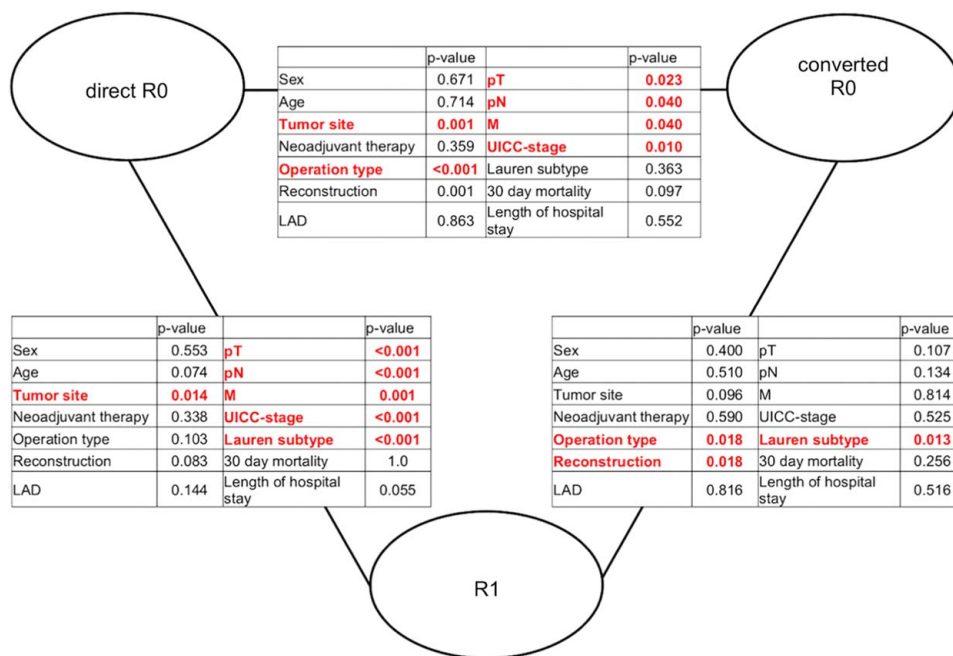 direct R0
converted
R0
p-value p-value
Sex 0.671 pT 0.023
Age 0.714 pN 0.040
Tumor site 0.001 M 0.040
Neoadjuvant therapy 0.359 UICC-stage 0.010
Operation type <0.001 Lauren subtype 0.363
Reconstruction 0.001 30 day mortality 0.097
LAD 0.863 Length of hospital stay 0.552
p-value p-value
Sex 0.553 pT <0.001
Age 0.074 pN <0.001
Tumor site 0.014 M 0.001
Neoadjuvant therapy 0.338 UICC-stage <0.001
Operation type 0.103 Lauren subtype <0.001
Reconstruction 0.083 30 day mortality 1.0
LAD 0.144 Length of hospital stay 0.055
p-value p-value
Sex 0.400 pT 0.107
Age 0.510 pN 0.134
Tumor site 0.096 M 0.814
Neoadjuvant therapy 0.590 UICC-stage 0.525
Operation type 0.018 Lauren subtype 0.013
Reconstruction 0.018 30 day mortality 0.256
LAD 0.816 Length of hospital stay 0.516
R1